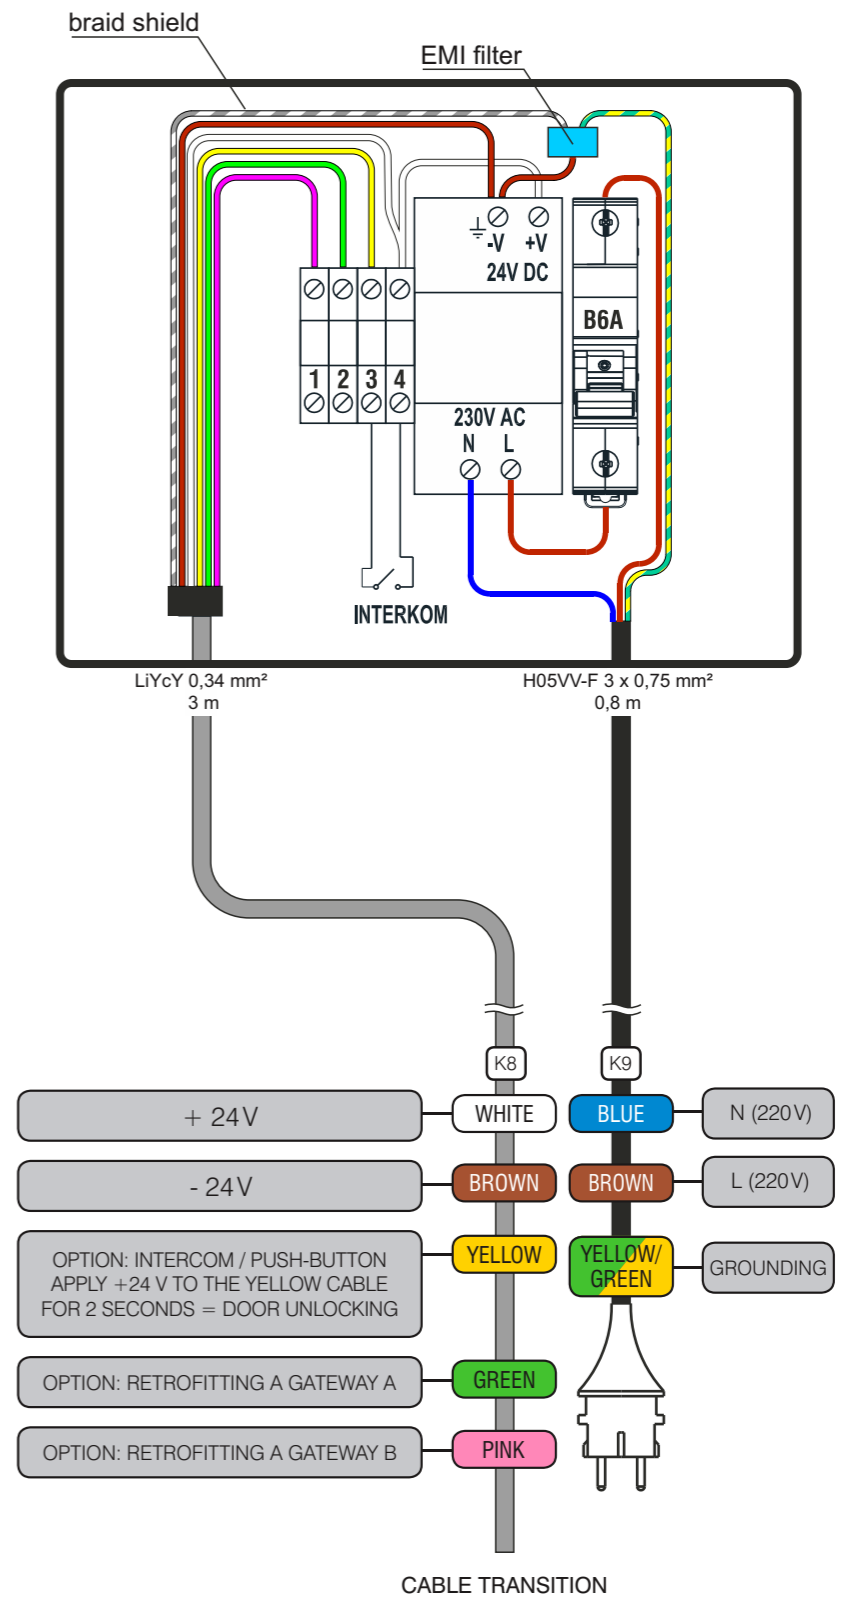 braid shield
EMI filter
-V +V
24V DC
B6A
1 2 3 4
230V AC
N L
INTERKOM
LiYcY 0,34 mm²
3 m
H05VV-F 3 x 0,75 mm²
0,8 m
K8
K9
+ 24V
WHITE
BLUE
N (220V)
- 24V
BROWN
BROWN
L (220V)
OPTION: INTERCOM / PUSH-BUTTON
APPLY +24 V TO THE YELLOW CABLE
FOR 2 SECONDS = DOOR UNLOCKING
YELLOW
YELLOW/
GREEN
GROUNDING
OPTION: RETROFITTING A GATEWAY A
GREEN
OPTION: RETROFITTING A GATEWAY B
PINK
CABLE TRANSITION